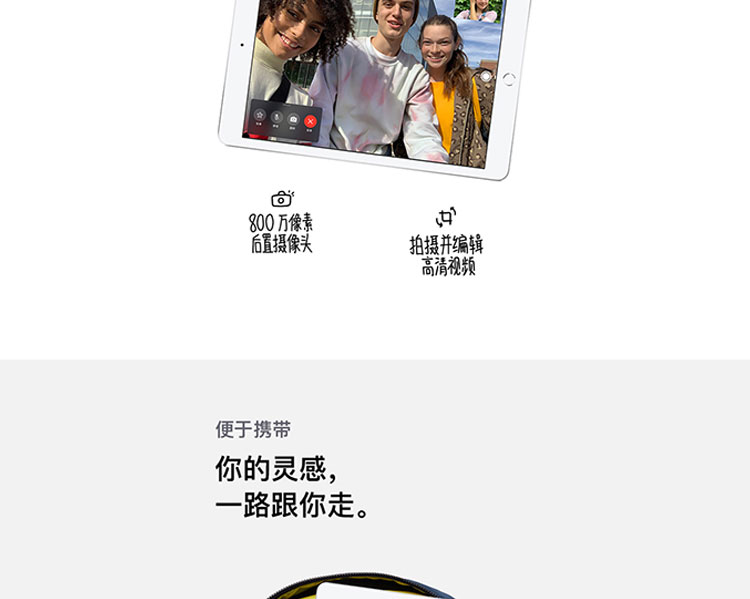 800 万像素
后置摄像头
拍摄并编辑
高清视频
便于携带
你的灵感，
一路跟你走。